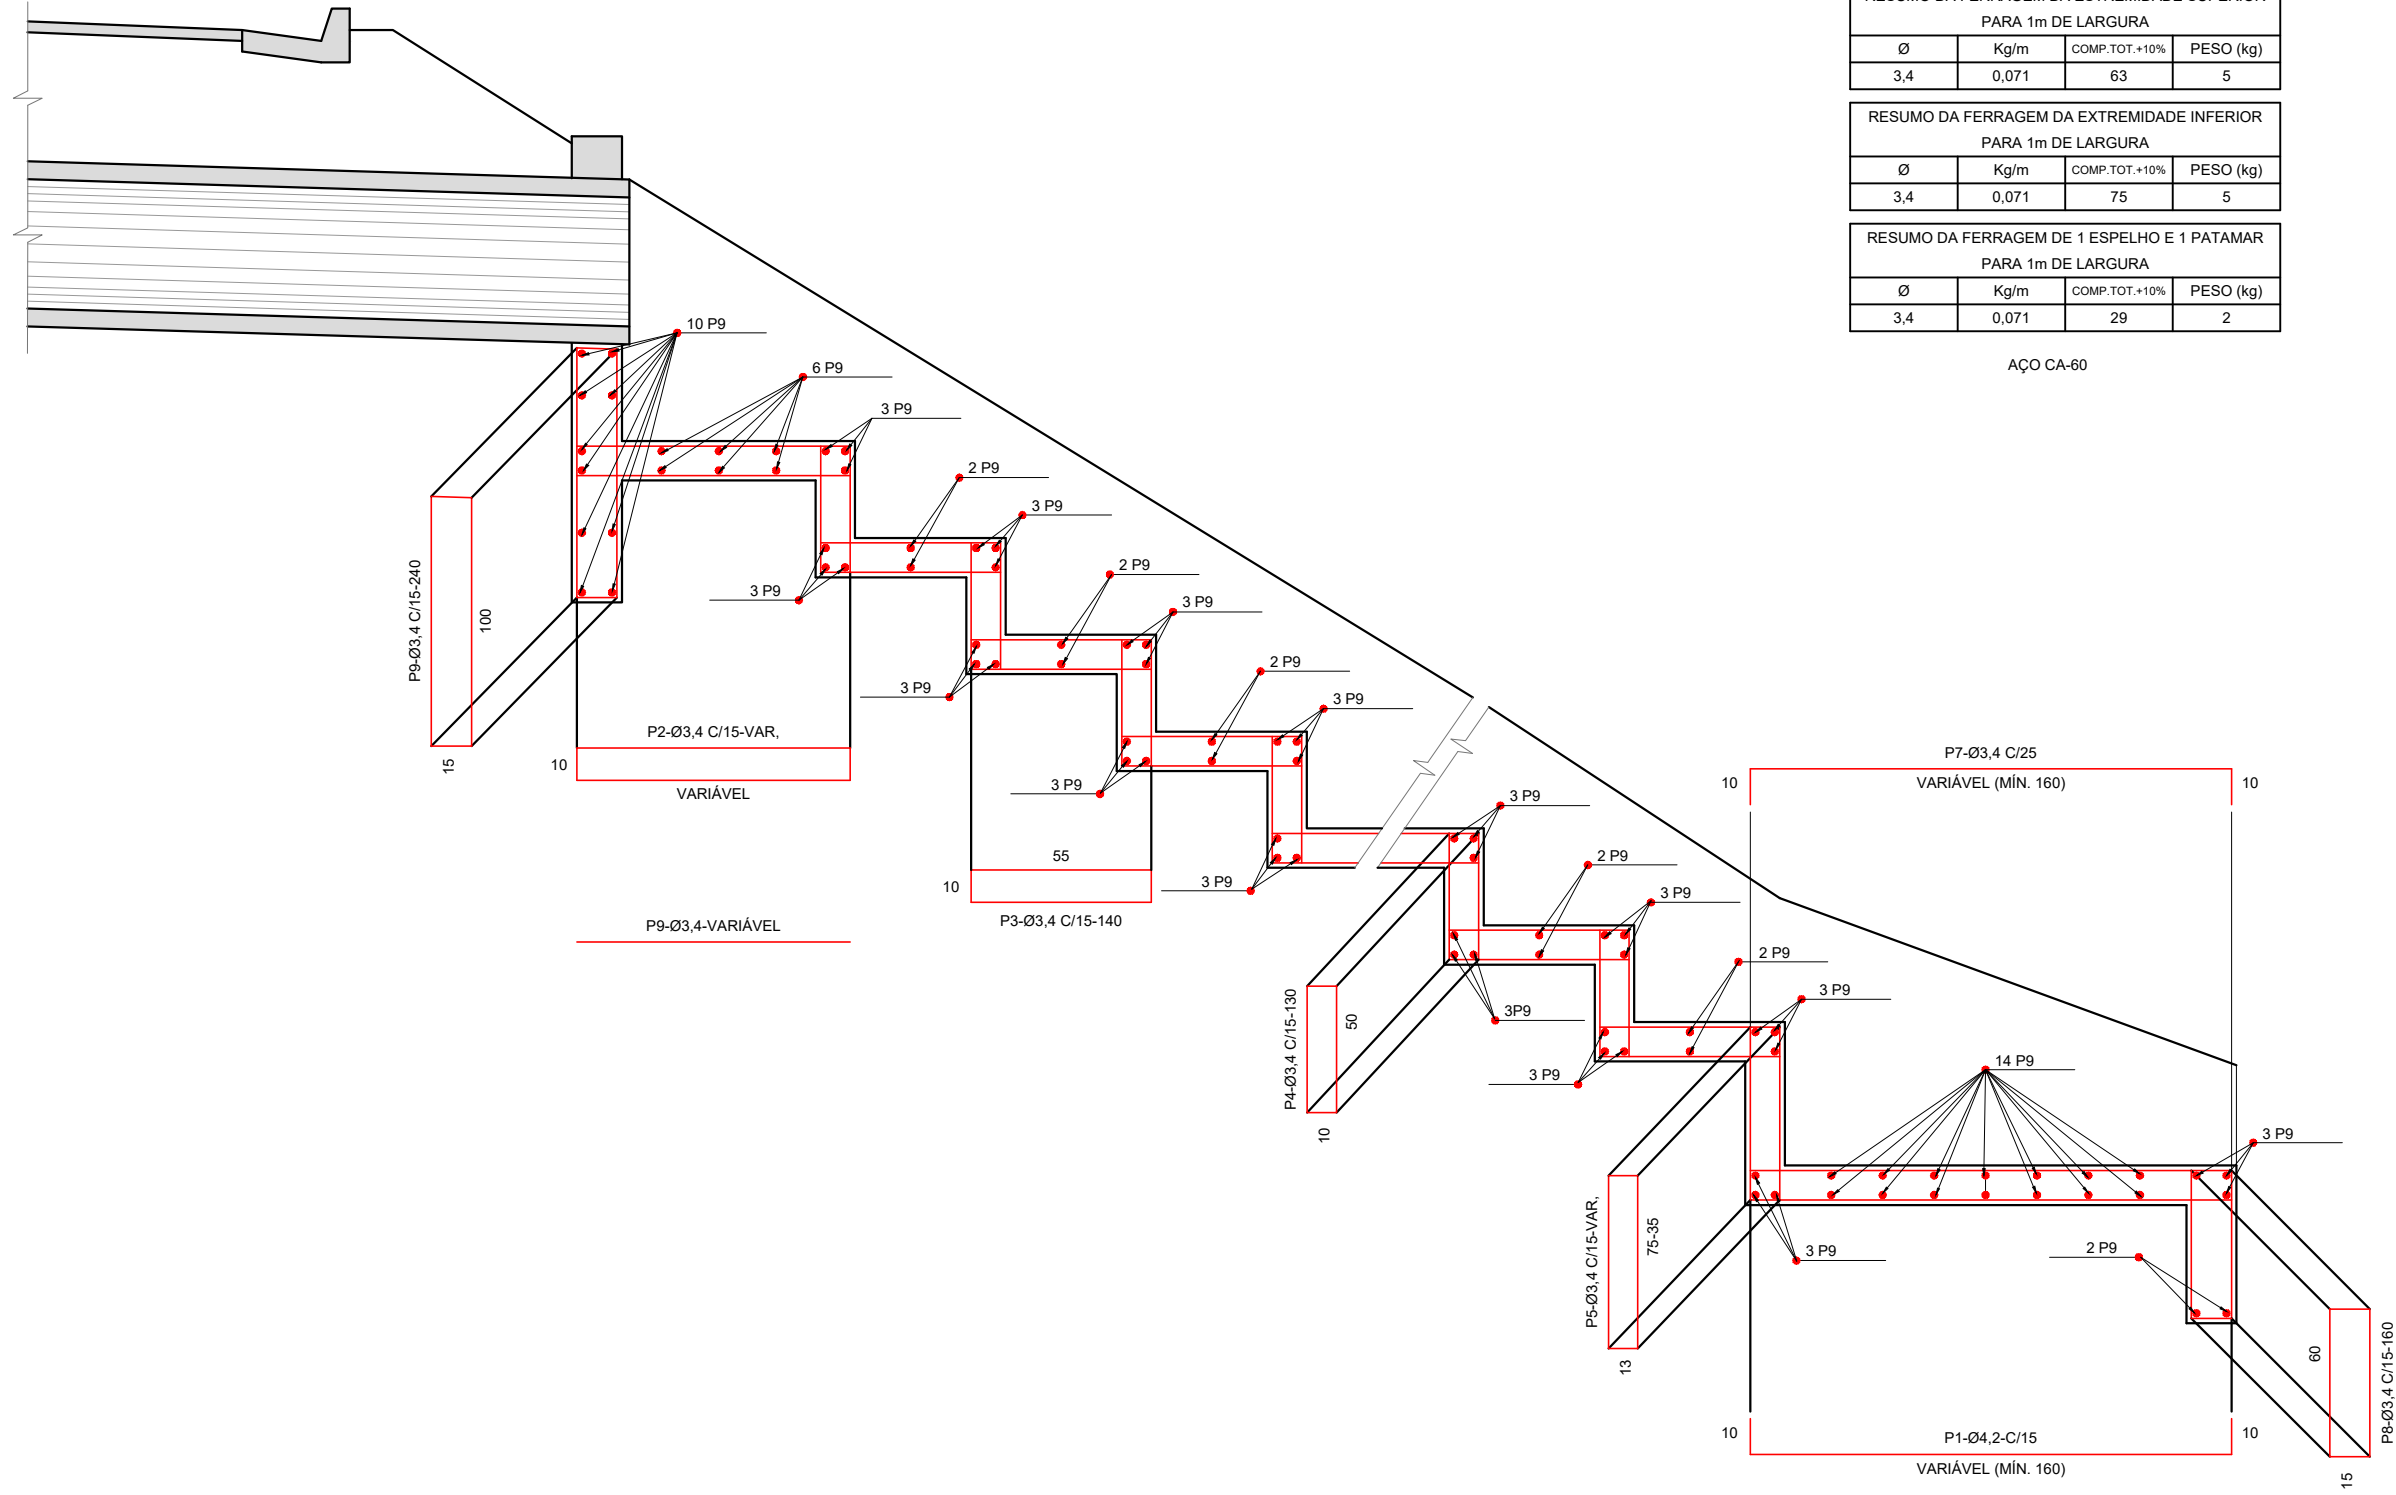 PARA 1m DE LARGURA
Ø Kg/m COMP.TOT.+10% PESO (kg)
3,4 0,071 63 5
RESUMO DA FERRAGEM DA EXTREMIDADE INFERIOR
PARA 1m DE LARGURA
Ø Kg/m COMP.TOT.+10% PESO (kg)
3,4 0,071 75 5
RESUMO DA FERRAGEM DE 1 ESPELHO E 1 PATAMAR
PARA 1m DE LARGURA
Ø Kg/m COMP.TOT.+10% PESO (kg)
3,4 0,071 29 2
AÇO CA-60
10 P9
6 P9
3 P9
2 P9
3 P9
2 P9
3 P9
3 P9
2 P9
3 P9
3 P9
3 P9
3 P9
P9-Ø3,4 C/15-240
100
15
P2-Ø3,4 C/15-VAR,
10
VARIÁVEL
P9-Ø3,4-VARIÁVEL
55
10
P3-Ø3,4 C/15-140
3 P9
2 P9
3 P9
2 P9
3 P9
3P9
3 P9
P4-Ø3,4 C/15-130
50
10
P7-Ø3,4 C/25
10 VARIÁVEL (MÍN. 160) 10
14 P9
3 P9
3 P9
2 P9
P5-Ø3,4 C/15-VAR,
75-35
13
60
P8-Ø3,4 C/15-160
15
10 P1-Ø4,2-C/15 10
VARIÁVEL (MÍN. 160)